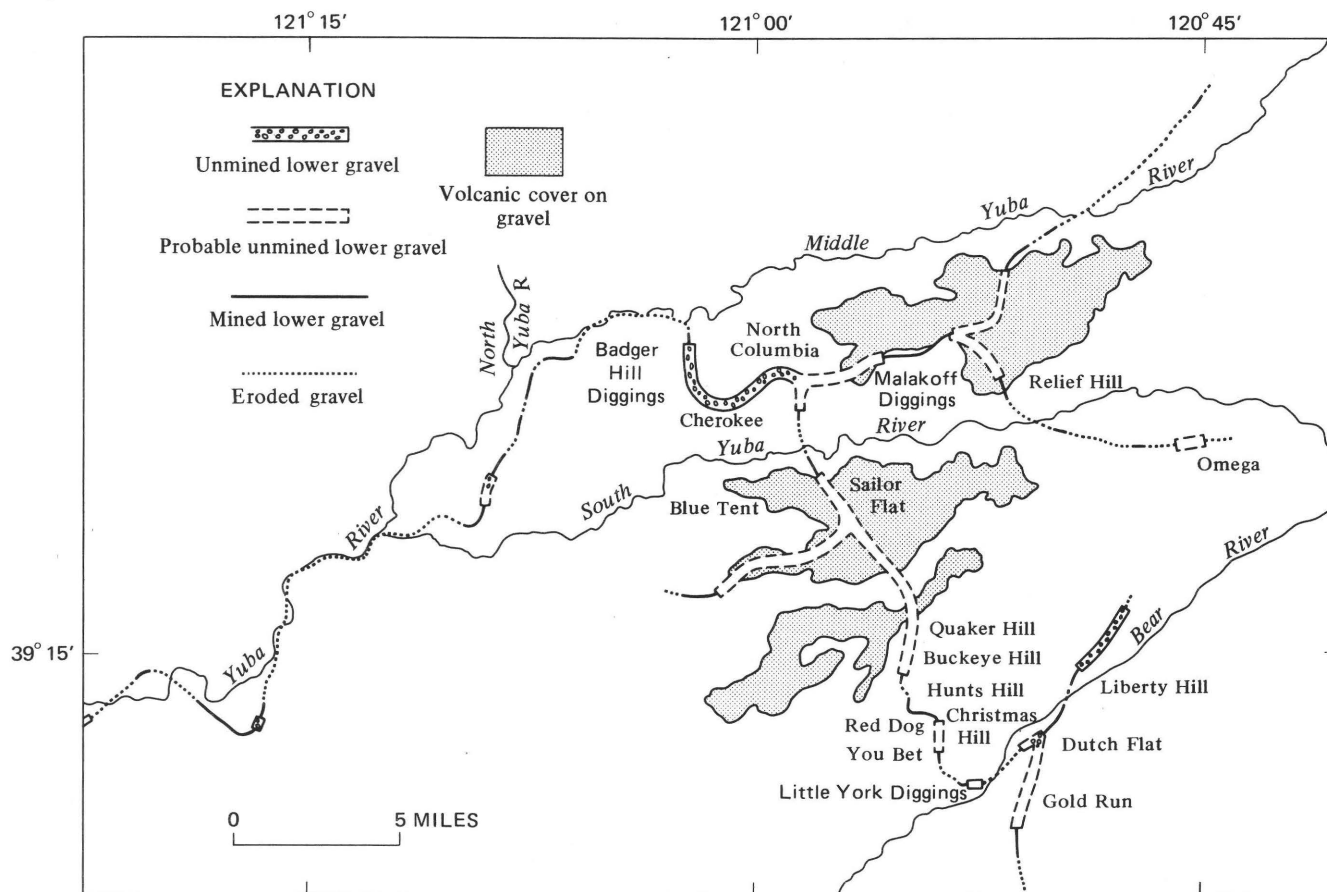 121° 15′
121° 00′
120° 45′
EXPLANATION
Unmined lower gravel
Volcanic cover on
gravel
Probable unmined lower gravel
Mined lower gravel
Eroded gravel
North
Yuba R
Middle
Yuba
River
Badger
Hill
Diggings
North
Columbia
Cherokee
Malakoff
Diggings
Relief Hill
Omega
South
Yuba
River
Blue Tent
Sailor
Flat
River
Yuba
39° 15′
Quaker Hill
Buckeye Hill
Hunts Hill
Christmas
Hill
Red Dog
You Bet
Little York Diggings
Bear
River
Liberty Hill
Dutch Flat
Gold Run
0
5 MILES